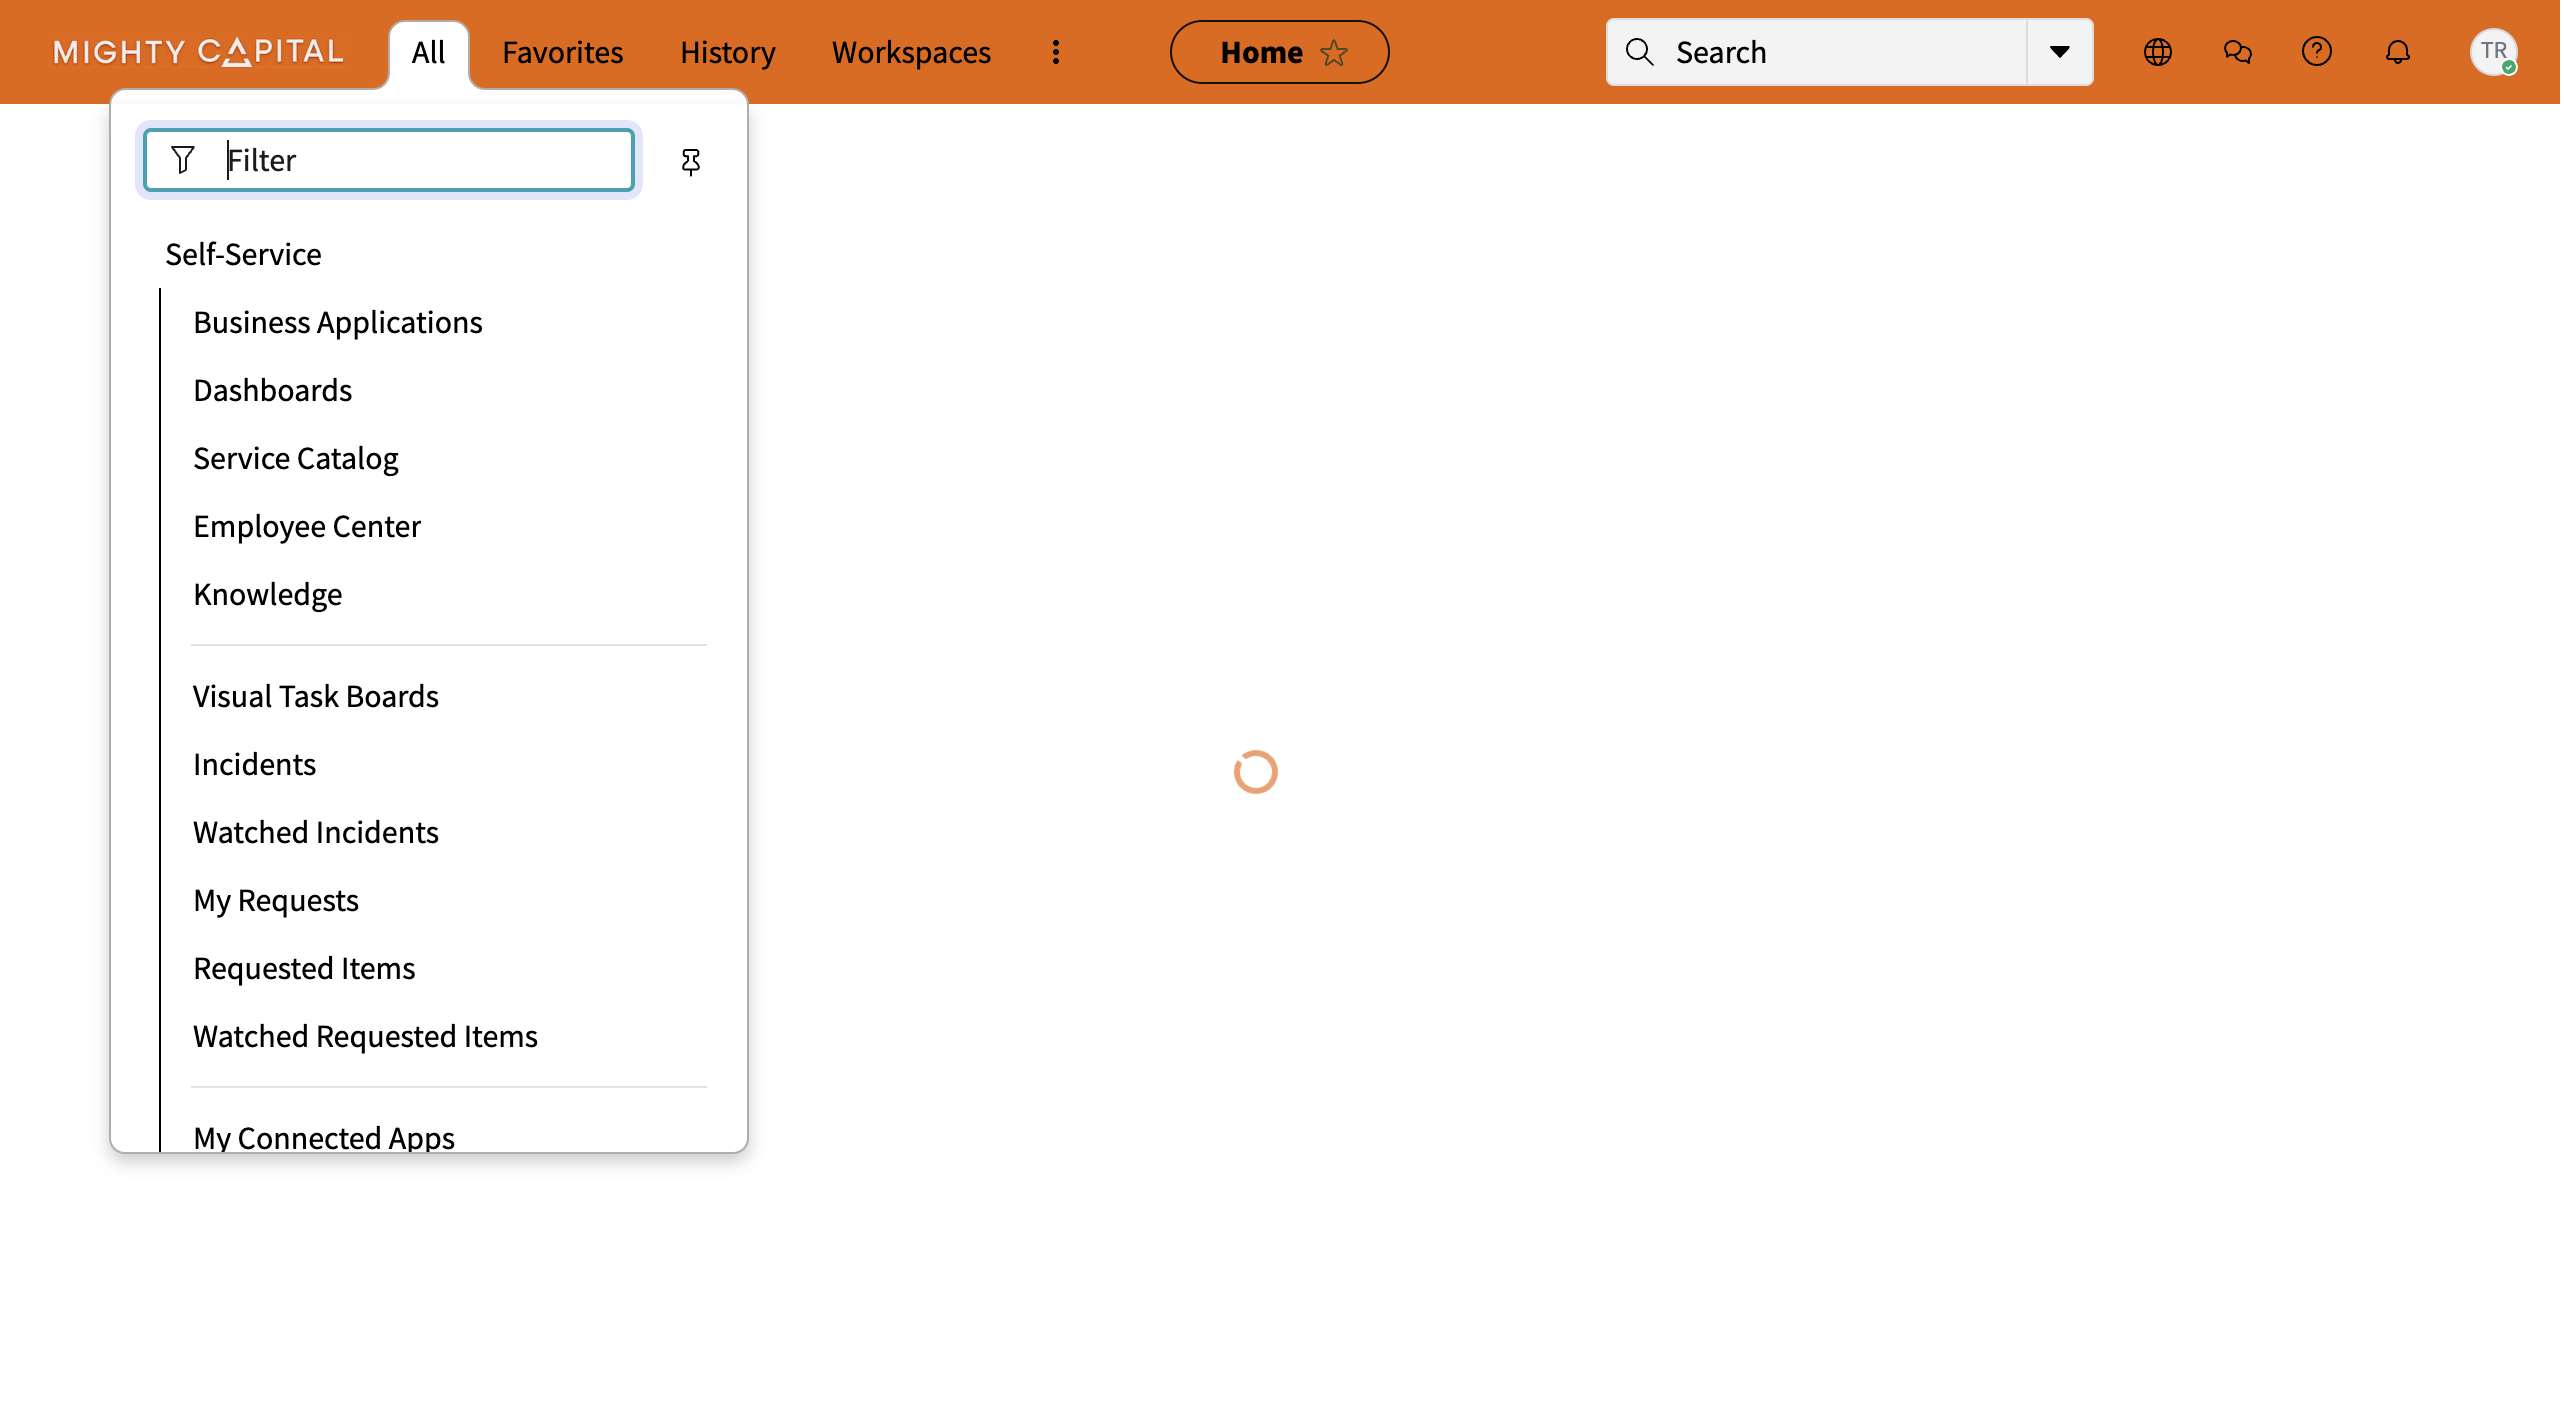 MIGHTY CAPITAL
All
Favorites
History
Workspaces
Home
Search
TR
Filter
Self-Service
Business Applications
Dashboards
Service Catalog
Employee Center
Knowledge
Visual Task Boards
Incidents
Watched Incidents
My Requests
Requested Items
Watched Requested Items
My Connected Apps